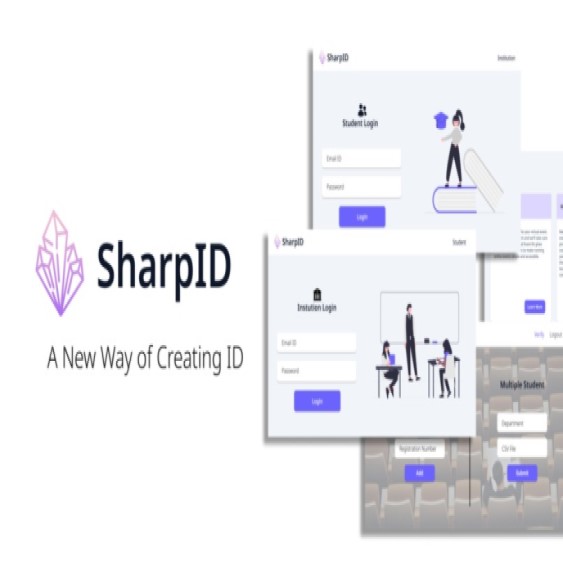 SharpID
A New Way of Creating ID
SharpID
Institution
Student Login
Email ID
Password
Login
SharpID
Student
Insitution Login
Email ID
Password
Login
Learn More
Verify Logout
Multiple Student
Department
CSV File
Submit
Registration Number
Add